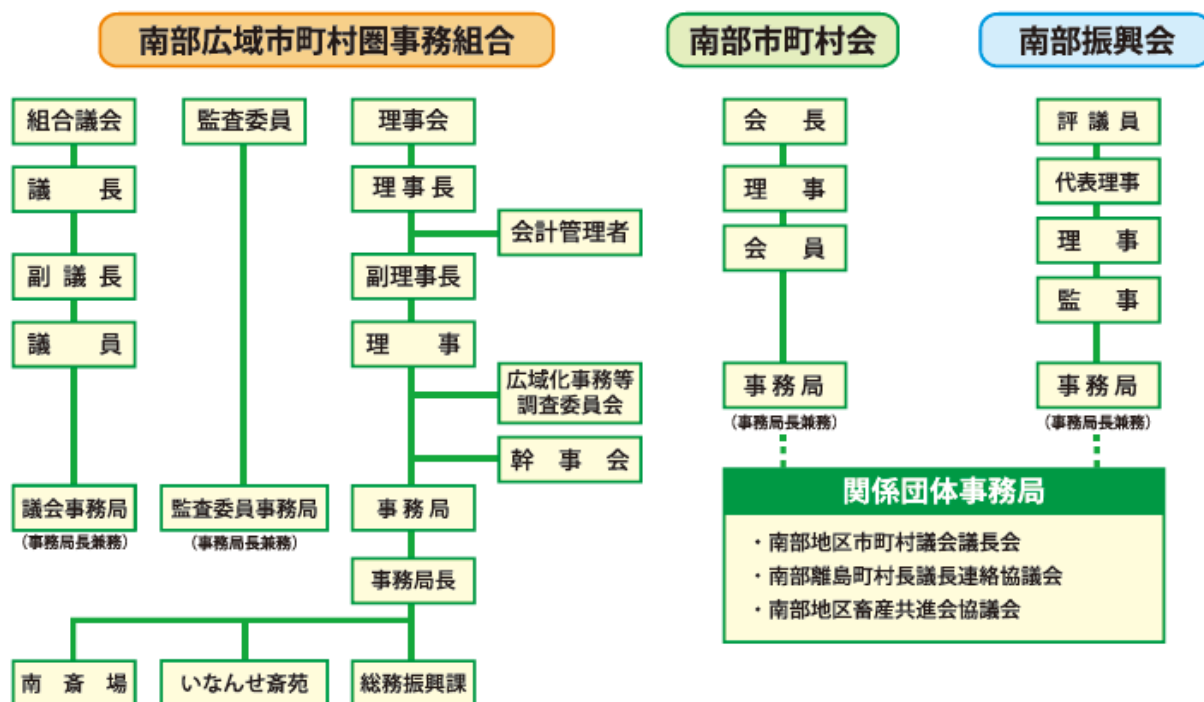 南部広域市町村圏事務組合
組合議会
議長
副議長
議員
議会事務局
(事務局長兼務)
監査委員
監査委員事務局
(事務局長兼務)
理事会
理事長
会計管理者
副理事長
理事
広域化事務等
調査委員会
幹事会
事務局
事務局長
南斎場
いなんせ斎苑
総務振興課
南部市町村会
会長
理事
会員
事務局
(事務局長兼務)
南部振興会
評議員
代表理事
理事
監事
事務局
(事務局長兼務)
関係団体事務局
・南部地区市町村議会議長会
・南部離島町村長議長連絡協議会
・南部地区畜産共進会協議会